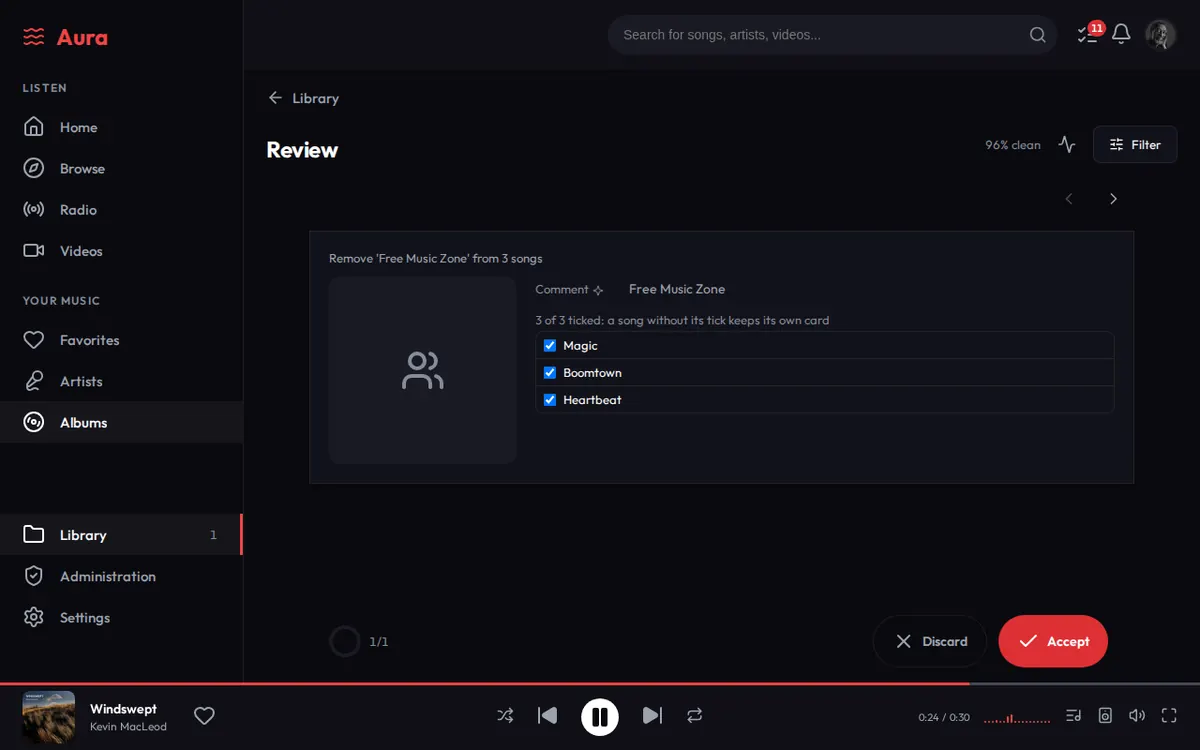 Aura
Search for songs, artists, videos...
11
LISTEN
Home
Browse
Radio
Videos
YOUR MUSIC
Favorites
Artists
Albums
Library 1
Administration
Settings
Library
Review
96% clean
Filter
Remove 'Free Music Zone' from 3 songs
Comment Free Music Zone
3 of 3 ticked: a song without its tick keeps its own card
Magic
Boomtown
Heartbeat
1/1
Discard
Accept
WINDSWEPT
Windswept
Kevin MacLeod
0:24 / 0:30